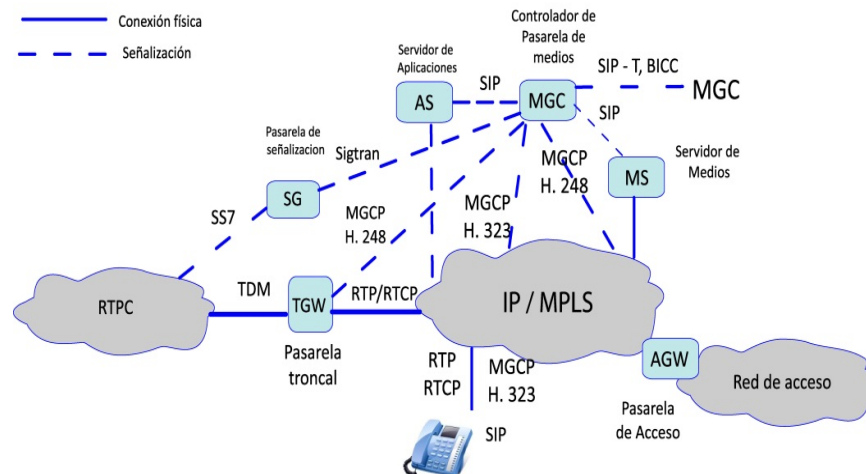 Conexión física
Señalización
Controlador de
Pasarela de
medios
Servidor de
Aplicaciones
SIP
SIP - T, BICC
AS
MGC
MGC
SIP
Pasarela de
señalizacion
Sigtran
MGCP
H. 248
Servidor de
Medios
MS
SG
SS7
MGCP
H. 248
MGCP
H. 323
RTPC
TDM
TGW
RTP/RTCP
IP / MPLS
Pasarela
troncal
RTP
RTCP
MGCP
H. 323
SIP
AGW
Red de acceso
Pasarela
de Acceso